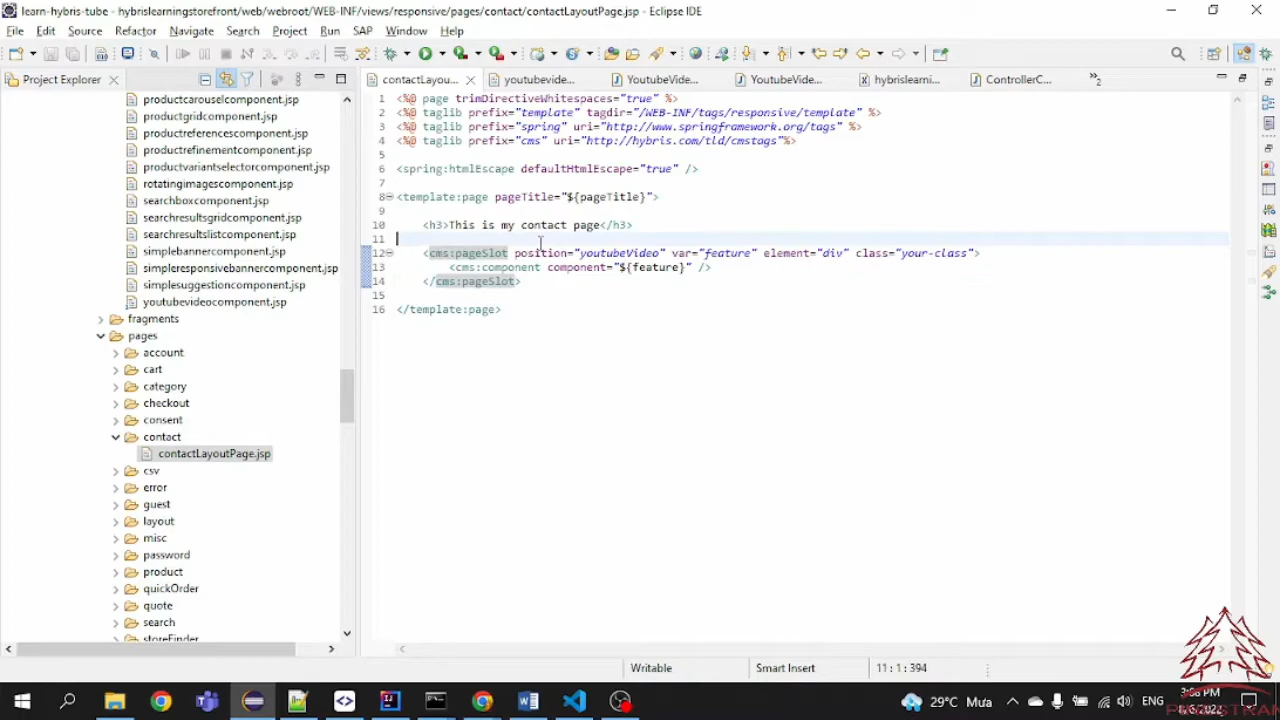 learn-hybris-tube - hybrislearningstorefront/web/webroot/WEB-INF/views/responsive/pages/contact/contactLayoutPage.jsp - Eclipse IDE
File Edit Source Refactor Navigate Search Project Run SAP Window Help
Project Explorer
contactLayou...
youtubevide...
YoutubeVide...
YoutubeVide...
hybrislearni...
ControllerC...
»2
productcarouselcomponent.jsp
productgridcomponent.jsp
productreferencescomponent.jsp
productrefinementcomponent.jsp
productvariantselectorcomponent.jsp
rotatingimagescomponent.jsp
searchboxcomponent.jsp
searchresultsgridcomponent.jsp
searchresultslistcomponent.jsp
simplebannercomponent.jsp
simpleresponsivebannercomponent.jsp
simplesuggestioncomponent.jsp
youtubevideocomponent.jsp
fragments
pages
account
cart
category
checkout
consent
contact
contactLayoutPage.jsp
csv
error
guest
layout
misc
password
product
quickOrder
quote
search
storeFinder
1 <%@ page trimDirectiveWhitespaces="true" %>
2 <%@ taglib prefix="template" tagdir="/WEB-INF/tags/responsive/template" %>
3 <%@ taglib prefix="spring" uri="http://www.springframework.org/tags" %>
4 <%@ taglib prefix="cms" uri="http://hybris.com/tld/cmstags"%>
5
6 <spring:htmlEscape defaultHtmlEscape="true" />
7
8 <template:page pageTitle="${pageTitle}">
9
10 <h3>This is my contact page</h3>
11
12 <cms:pageSlot position="youtubeVideo" var="feature" element="div" class="your-class">
13 <cms:component component="${feature}" />
14 </cms:pageSlot>
15
16 </template:page>
Writable
Smart Insert
11 : 1 : 394
29°C Mưa
ENG
PM